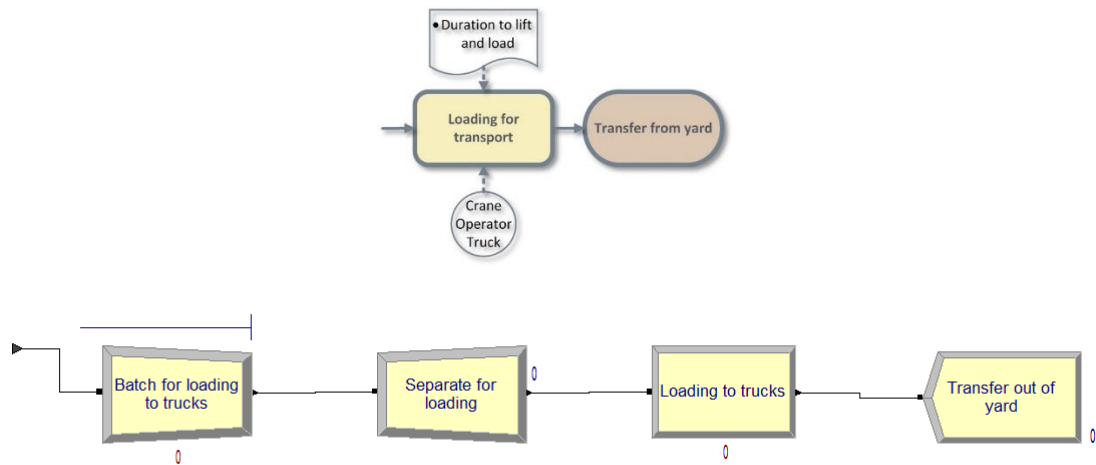 •Duration to lift
and load
Loading for
transport
Transfer from yard
Crane
Operator
Truck
Batch for loading
to trucks
0
Separate for
loading
0
Loading to trucks
0
Transfer out of
yard
0